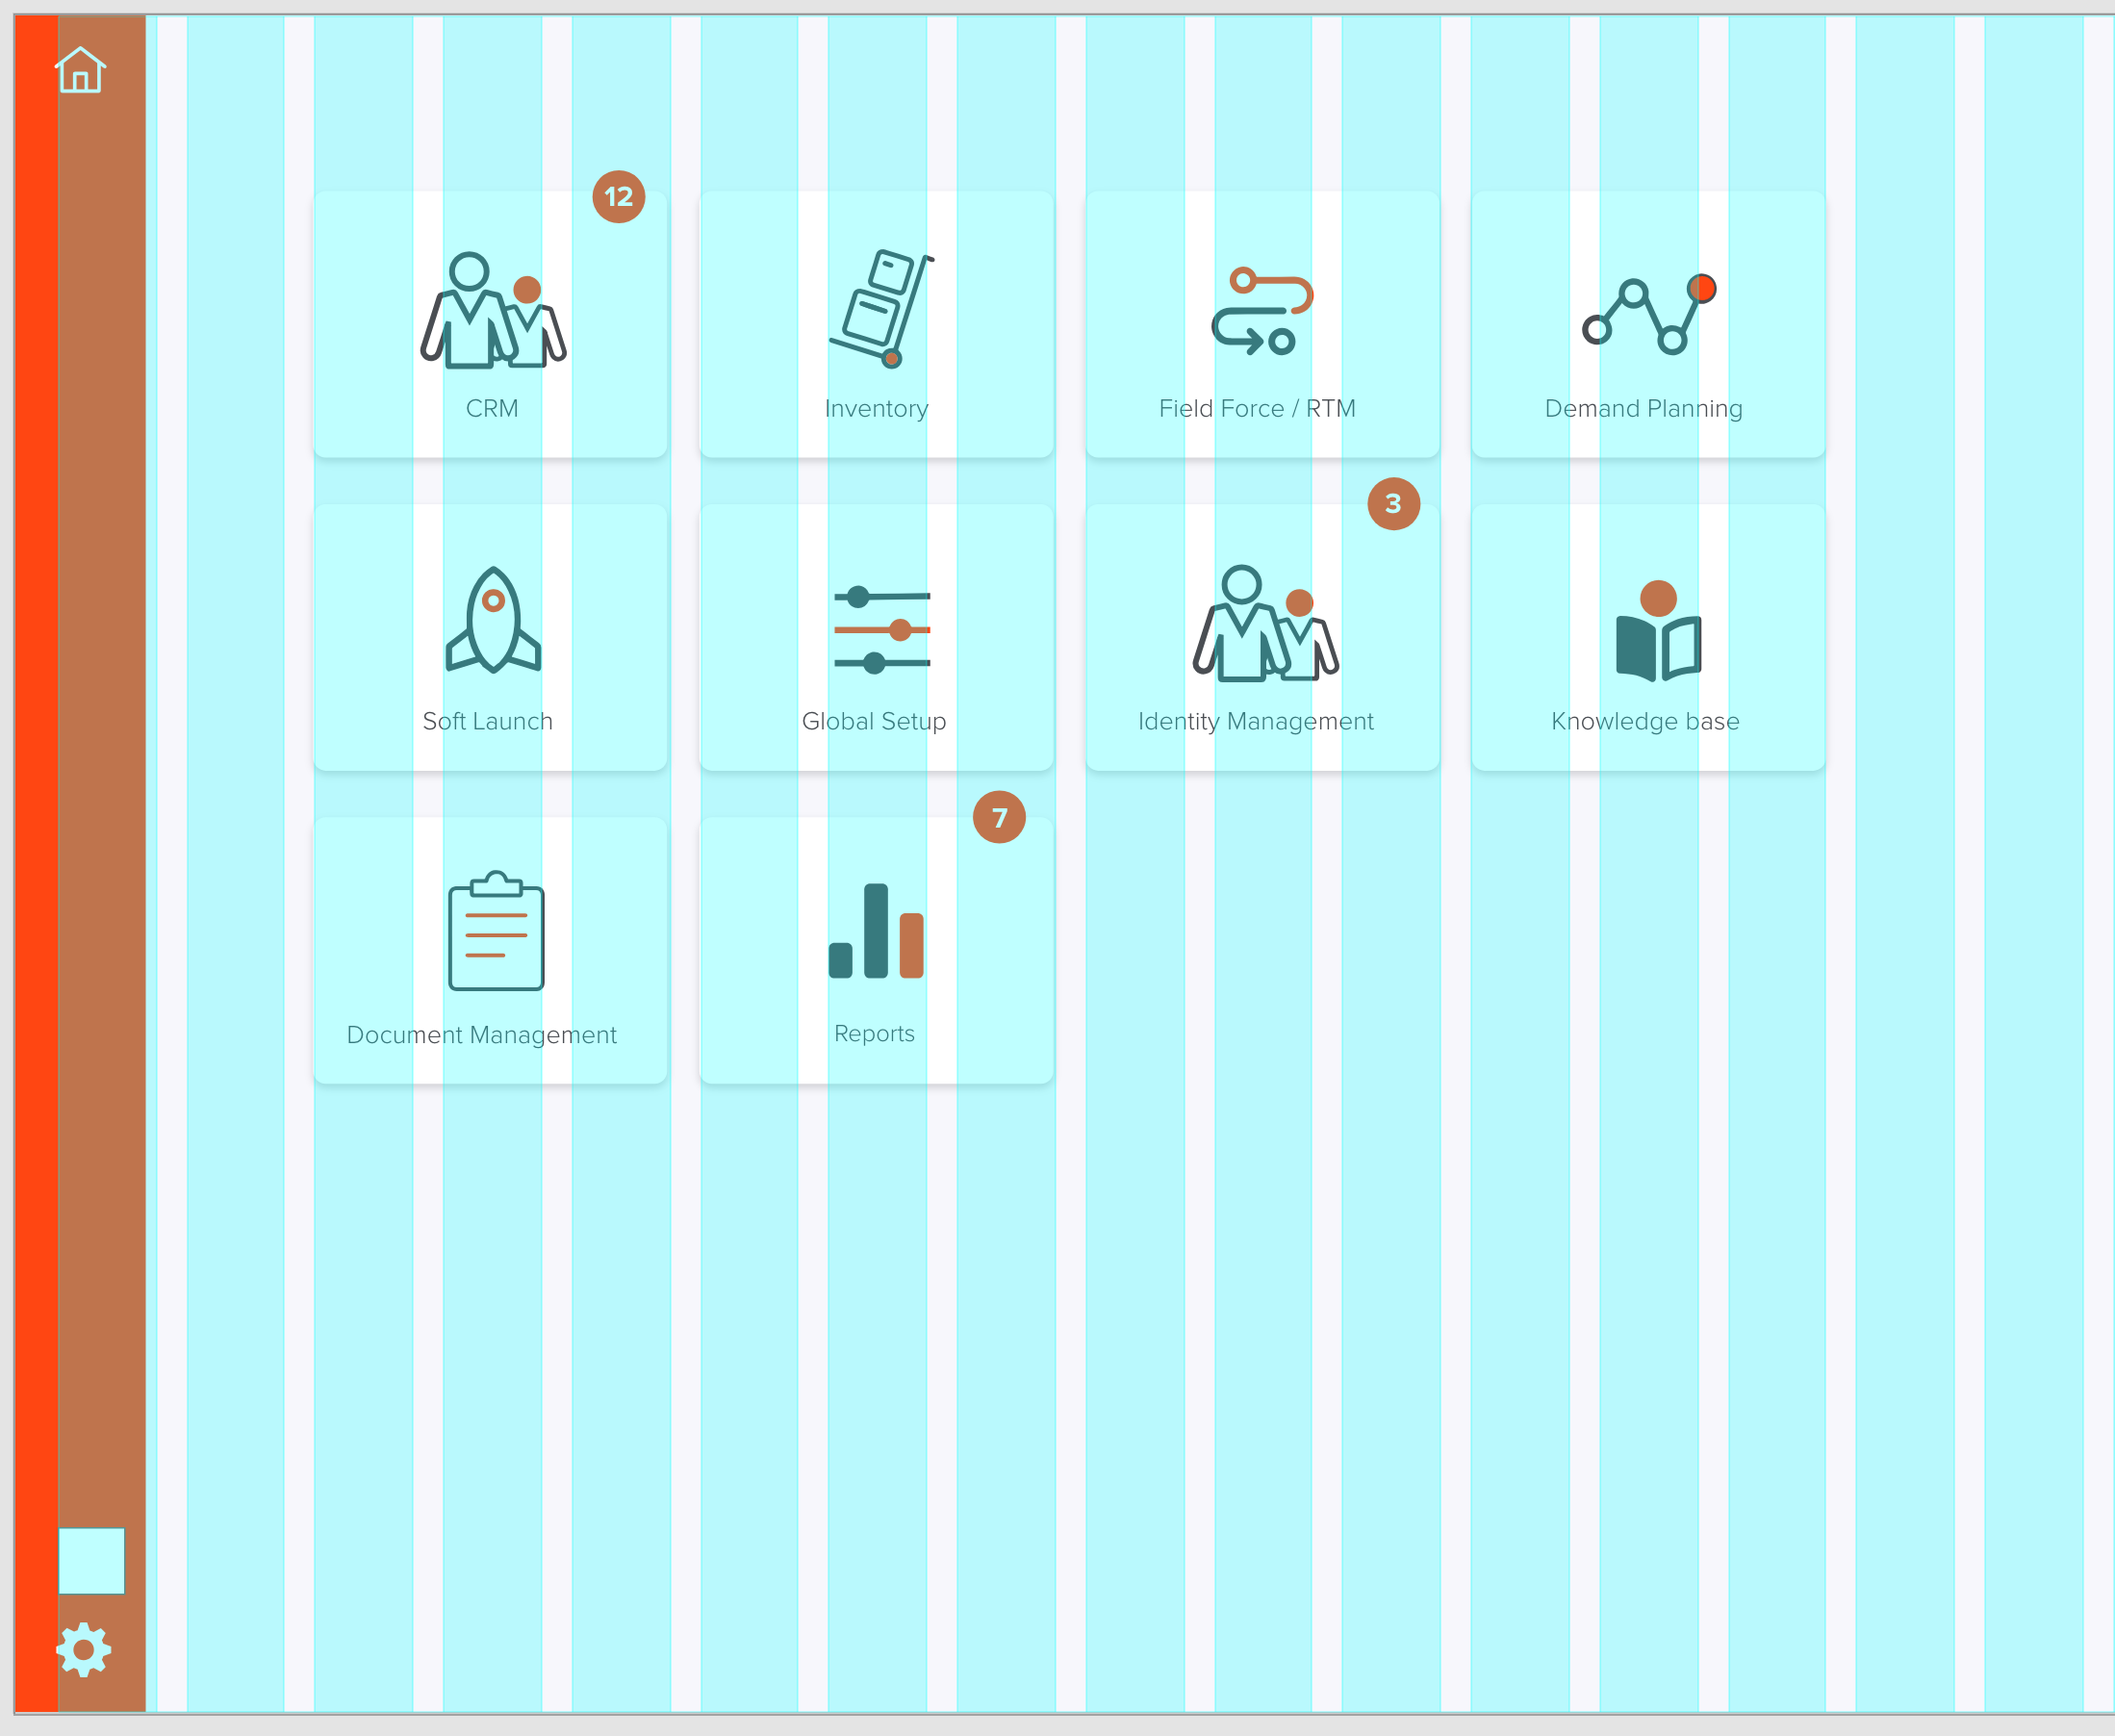 12
CRM
Inventory
Field Force / RTM
Demand Planning
3
Soft Launch
Global Setup
Identity Management
Knowledge base
7
Document Management
Reports